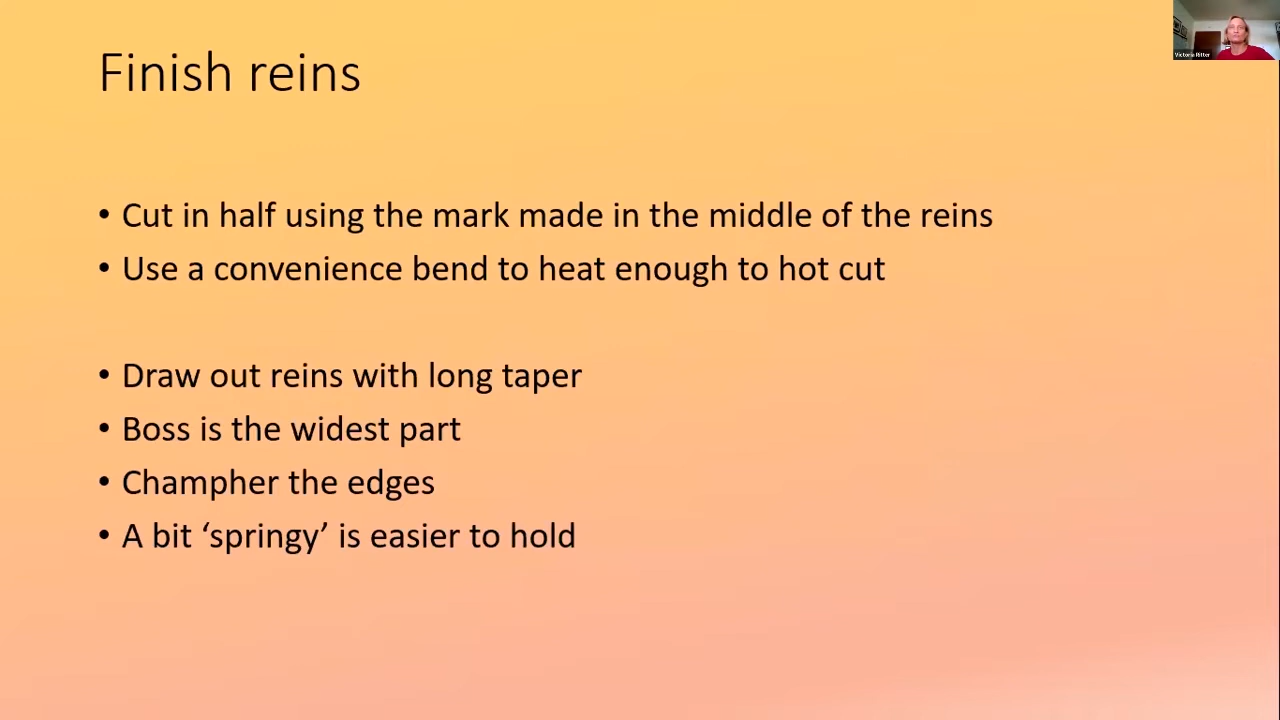 Victoria Ritter
Finish reins
• Cut in half using the mark made in the middle of the reins
• Use a convenience bend to heat enough to hot cut
• Draw out reins with long taper
• Boss is the widest part
• Champher the edges
• A bit ‘springy’ is easier to hold